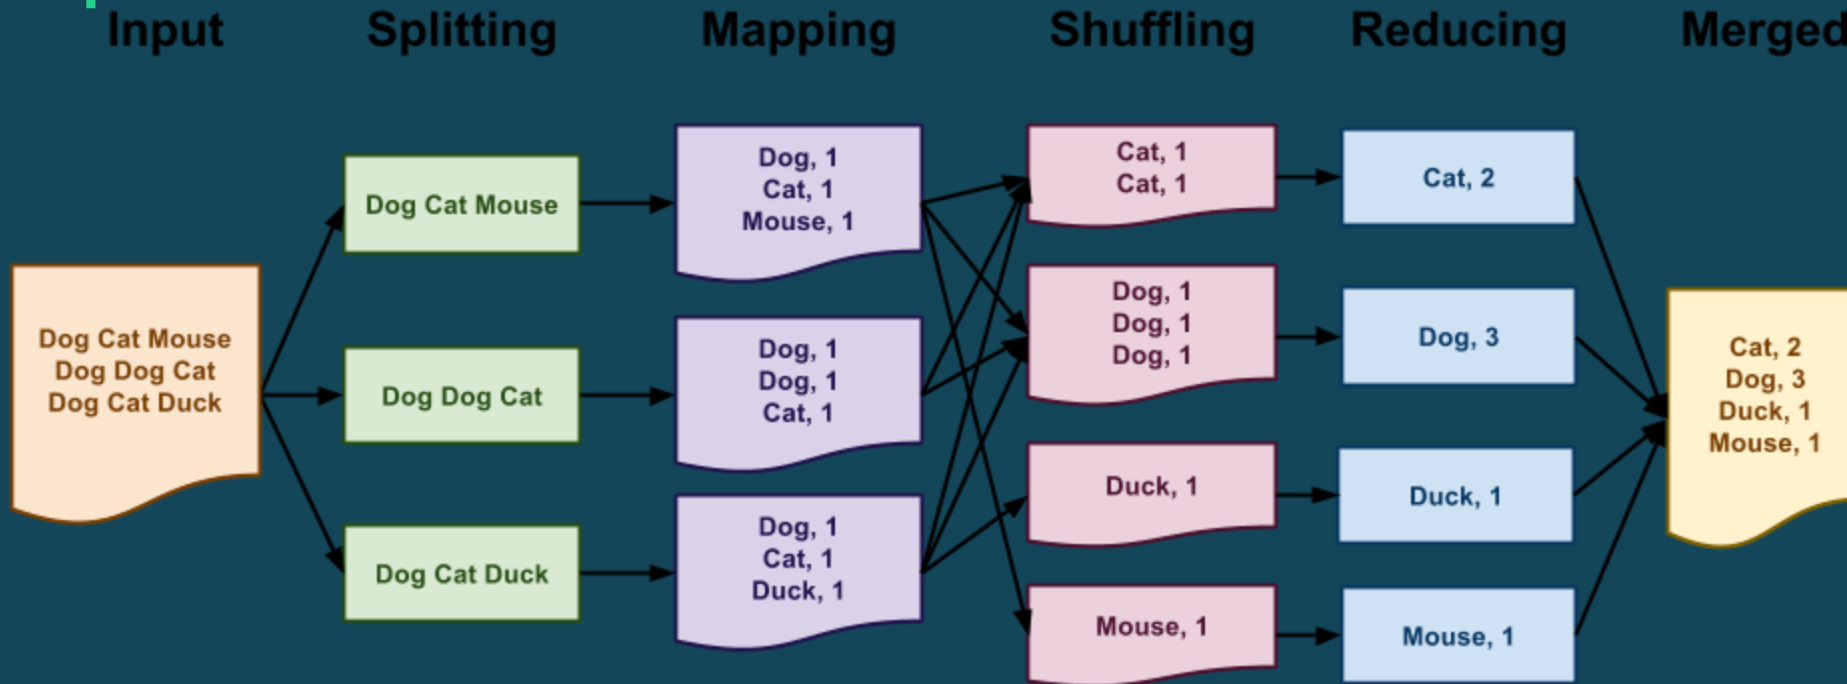 Input
Splitting
Mapping
Shuffling
Reducing
Merged
Dog Cat Mouse
Dog Dog Cat
Dog Cat Duck
Dog Cat Mouse
Dog Dog Cat
Dog Cat Duck
Dog, 1
Cat, 1
Mouse, 1
Dog, 1
Dog, 1
Cat, 1
Dog, 1
Cat, 1
Duck, 1
Cat, 1
Cat, 1
Dog, 1
Dog, 1
Dog, 1
Duck, 1
Mouse, 1
Cat, 2
Dog, 3
Duck, 1
Mouse, 1
Cat, 2
Dog, 3
Duck, 1
Mouse, 1